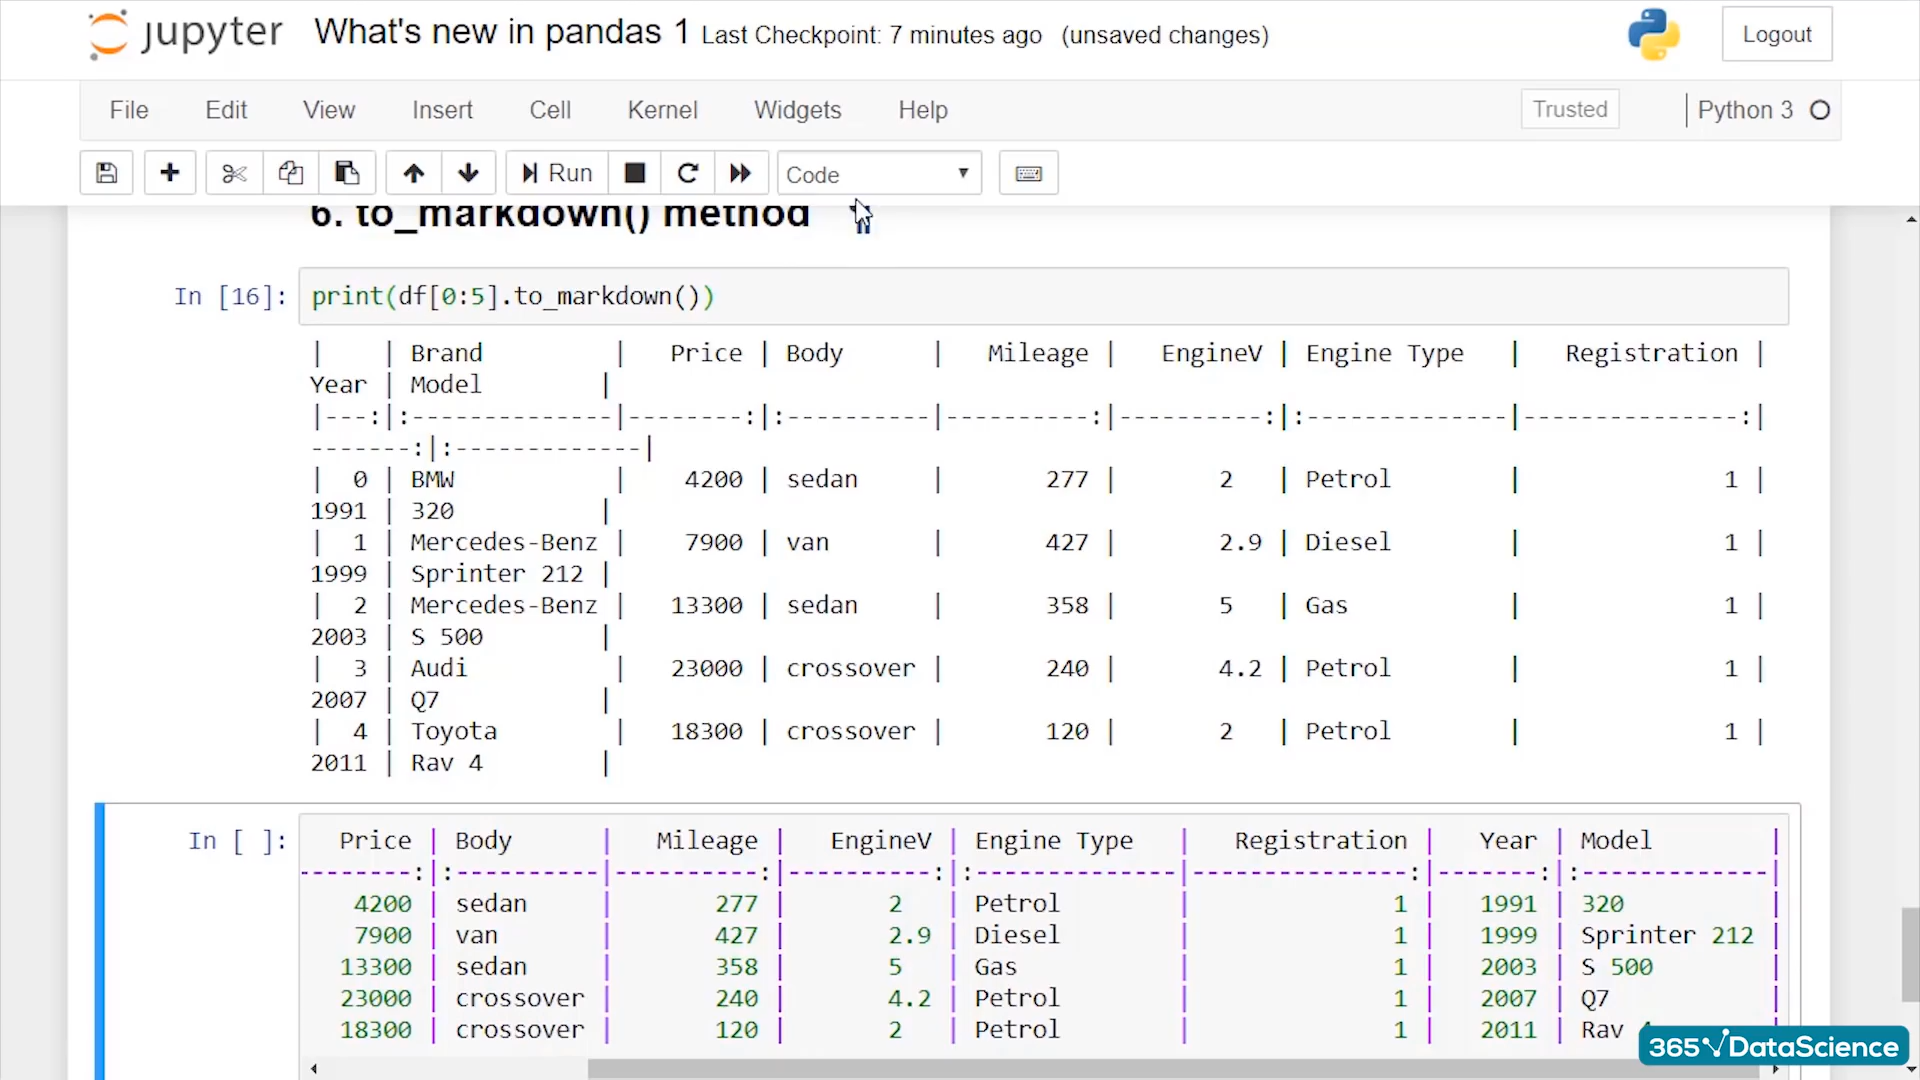 jupyter What's new in pandas 1 Last Checkpoint: 7 minutes ago (unsaved changes) Logout
File Edit View Insert Cell Kernel Widgets Help Trusted Python 3
Run Code
6. to_markdown() method
In [16]: print(df[0:5].to_markdown())
|    | Brand         |   Price | Body      |   Mileage |   EngineV | Engine Type   |   Registration |
Year | Model        |
|---:|:--------------|--------:|:----------|----------:|----------:|:--------------|---------------:|
-------:|:-------------|
|  0 | BMW           |    4200 | sedan     |       277 |       2   | Petrol        |              1 |
1991 | 320          |
|  1 | Mercedes-Benz |    7900 | van       |       427 |       2.9 | Diesel        |              1 |
1999 | Sprinter 212 |
|  2 | Mercedes-Benz |   13300 | sedan     |       358 |       5   | Gas           |              1 |
2003 | S 500        |
|  3 | Audi          |   23000 | crossover |       240 |       4.2 | Petrol        |              1 |
2007 | Q7           |
|  4 | Toyota        |   18300 | crossover |       120 |       2   | Petrol        |              1 |
2011 | Rav 4        |
In [ ]: Price | Body      |   Mileage |   EngineV | Engine Type   |   Registration |   Year | Model        |
--------:|:----------|----------:|----------:|:--------------|---------------:|-------:|:-------------|
4200 | sedan     |       277 |       2   | Petrol        |              1 |   1991 | 320          |
7900 | van       |       427 |       2.9 | Diesel        |              1 |   1999 | Sprinter 212 |
13300 | sedan     |       358 |       5   | Gas           |              1 |   2003 | S 500        |
23000 | crossover |       240 |       4.2 | Petrol        |              1 |   2007 | Q7           |
18300 | crossover |       120 |       2   | Petrol        |              1 |   2011 | Rav
365 DataScience